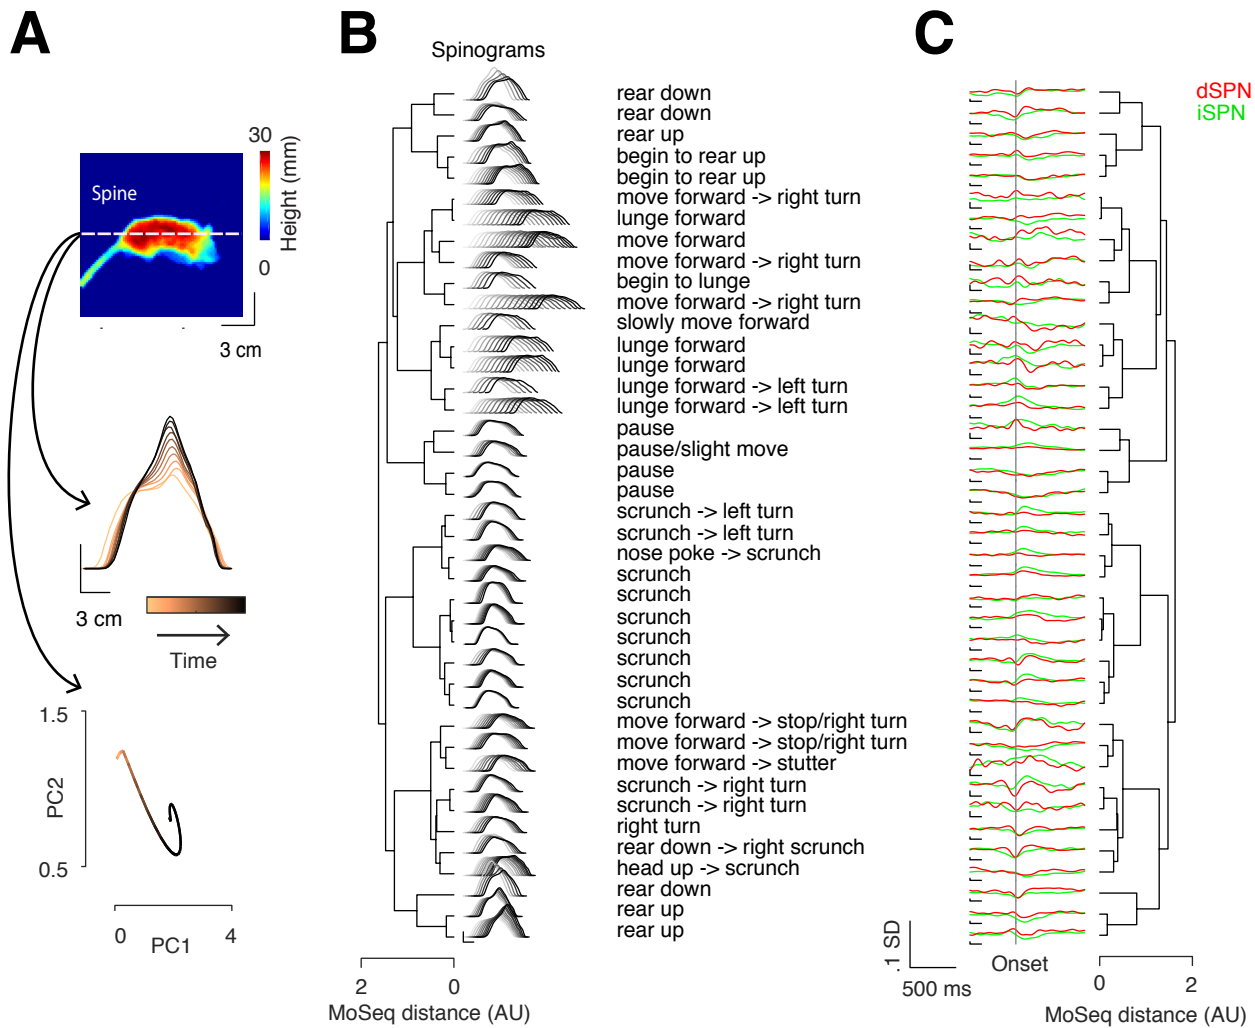 A
30
Height (mm)
0
Spine
3 cm
3 cm
Time
1.5
PC2
0.5
0
4
PC1
B
Spinograms
rear down
rear down
rear up
begin to rear up
begin to rear up
move forward -> right turn
lunge forward
move forward
move forward -> right turn
begin to lunge
move forward -> right turn
slowly move forward
lunge forward
lunge forward
lunge forward -> left turn
lunge forward -> left turn
pause
pause/slight move
pause
pause
scrunch -> left turn
scrunch -> left turn
nose poke -> scrunch
scrunch
scrunch
scrunch
scrunch
scrunch
scrunch
scrunch
move forward -> stop/right turn
move forward -> stop/right turn
move forward -> stutter
scrunch -> right turn
scrunch -> right turn
right turn
rear down -> right scrunch
head up -> scrunch
rear down
rear up
rear up
2
0
MoSeq distance (AU)
C
dSPN
iSPN
.1 SD
500 ms
Onset
0
2
MoSeq distance (AU)